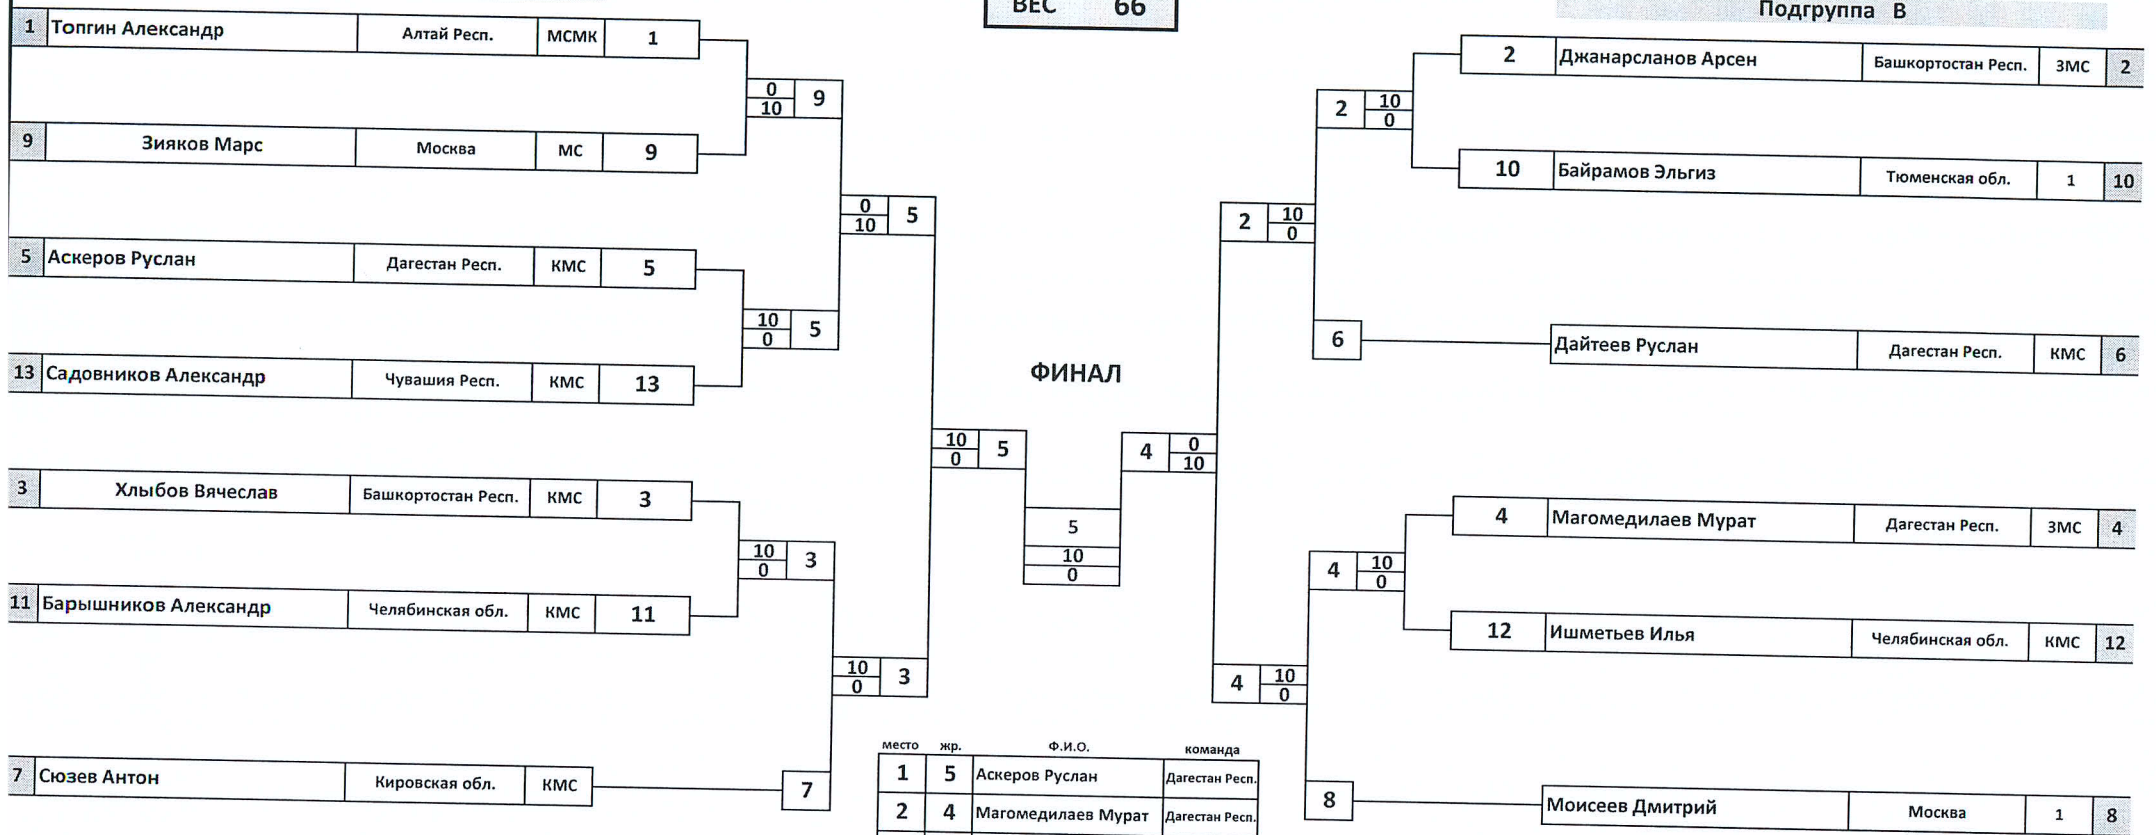 ВЕС 66
Подгруппа В
1 Топгин Александр Алтай Респ. МСМК 1
0
10
9
9 Зияков Марс Москва МС 9
0
10
5
5 Аскеров Руслан Дагестан Респ. КМС 5
10
0
5
13 Садовников Александр Чувашия Респ. КМС 13
10
0
5
3 Хлыбов Вячеслав Башкортостан Респ. КМС 3
10
0
3
11 Барышников Александр Челябинская обл. КМС 11
10
0
3
7 Сюзев Антон Кировская обл. КМС 7
ФИНАЛ
5
10
0
2 Джанарсланов Арсен Башкортостан Респ. ЗМС 2
2 10
0
10 Байрамов Эльгиз Тюменская обл. 1 10
2 10
0
6 Дайтеев Руслан Дагестан Респ. КМС 6
4 0
10
4 Магомедилаев Мурат Дагестан Респ. ЗМС 4
4 10
0
12 Ишметьев Илья Челябинская обл. КМС 12
4 10
0
8 Моисеев Дмитрий Москва 1 8
место жр. Ф.И.О. команда
1 5 Аскеров Руслан Дагестан Респ.
2 4 Магомедилаев Мурат Дагестан Респ.